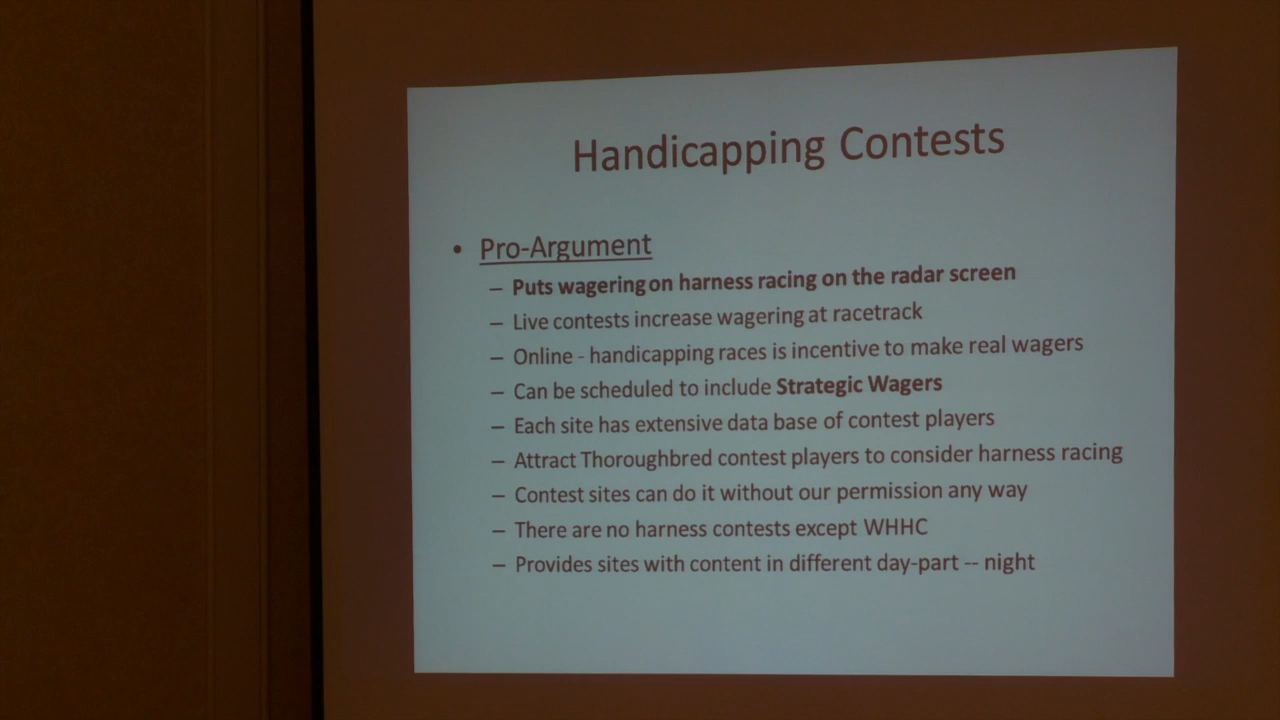 Handicapping Contests
• Pro-Argument
– Puts wagering on harness racing on the radar screen
– Live contests increase wagering at racetrack
– Online - handicapping races is incentive to make real wagers
– Can be scheduled to include Strategic Wagers
– Each site has extensive data base of contest players
– Attract Thoroughbred contest players to consider harness racing
– Contest sites can do it without our permission any way
– There are no harness contests except WHHC
– Provides sites with content in different day-part -- night